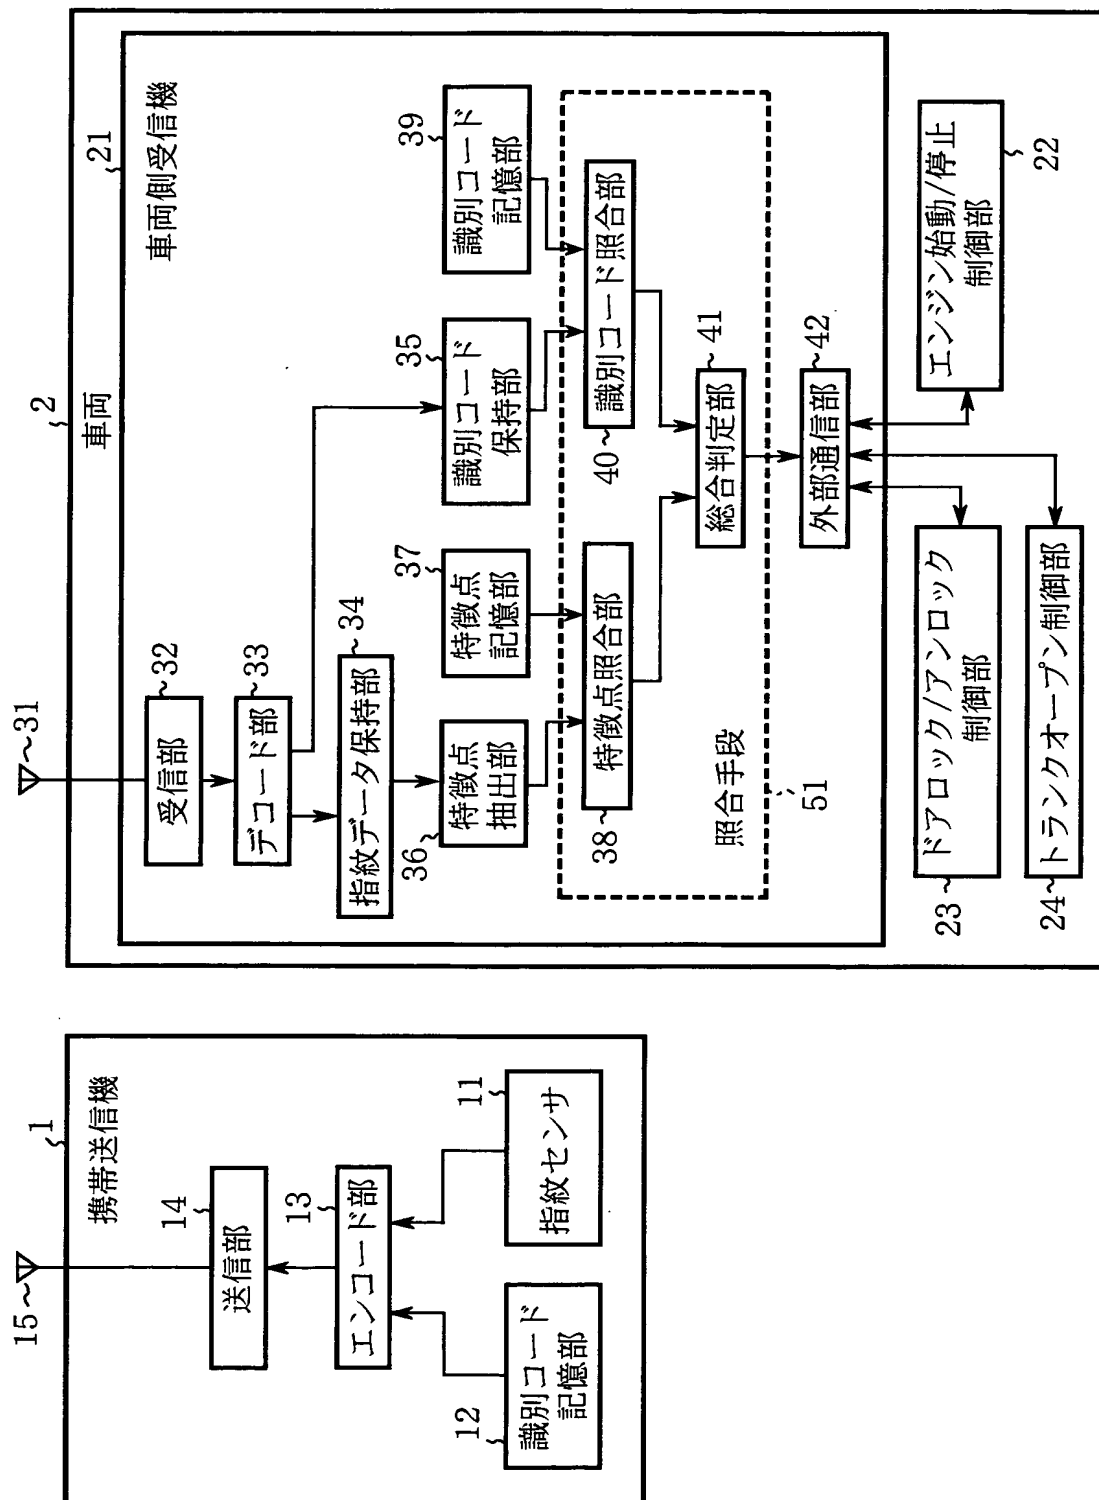 15
1
携帯送信機
14
送信部
13
エンコード部
12
識別コード
記憶部
11
指紋センサ
31
2
車両
21
車両側受信機
32
受信部
33
デコード部
34
指紋データ保持部
35
識別コード
保持部
36
特徴点
抽出部
37
特徴点
記憶部
39
識別コード
記憶部
38
特徴点照合部
40
識別コード照合部
41
総合判定部
照合手段
51
42
外部通信部
23
ドアロック/アンロック
制御部
24
トランクオープン制御部
22
エンジン始動/停止
制御部